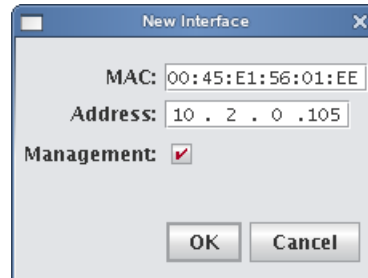 New Interface
MAC: 00:45:E1:56:01:EE
Address: 10 . 2 . 0 .105
Management:
OK Cancel